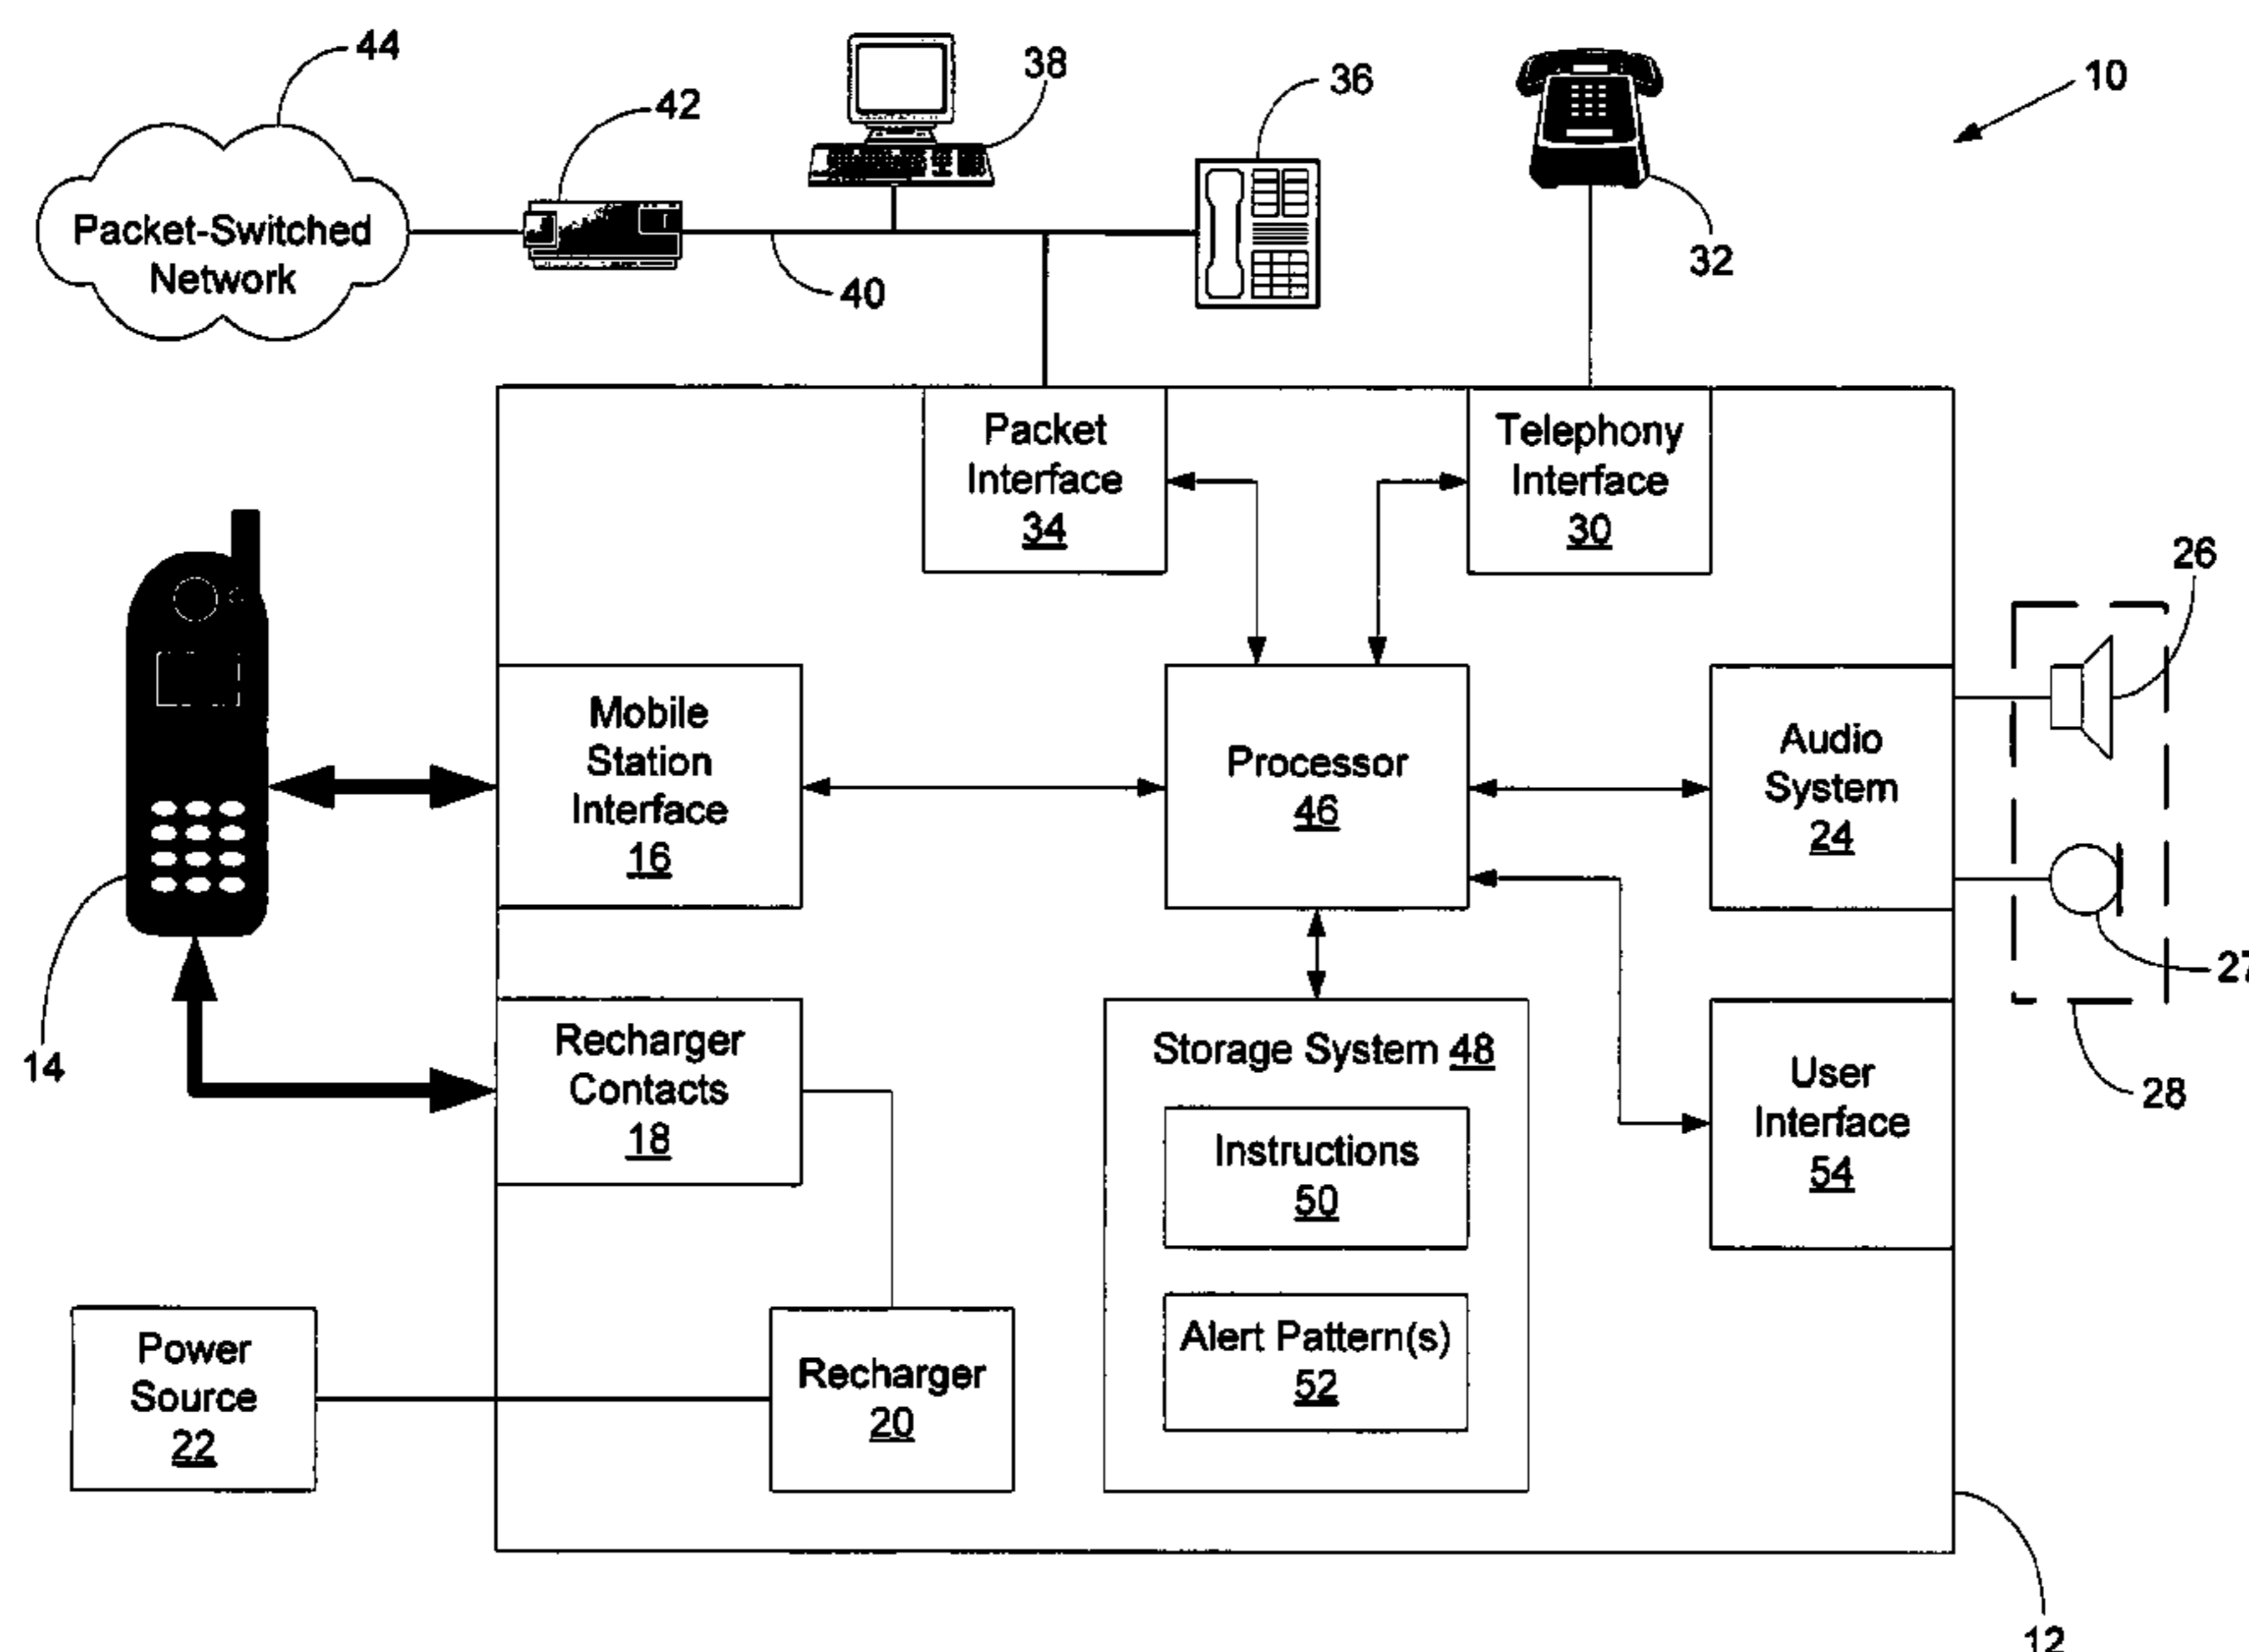 44
42
38
36
10
Packet-Switched
Network
40
32
Packet
Interface
34
Telephony
Interface
30
26
Mobile
Station
Interface
16
Processor
46
Audio
System
24
27
14
Recharger
Contacts
18
Storage System 48
Instructions
50
Alert Pattern(s)
52
User
Interface
54
28
Power
Source
22
Recharger
20
12